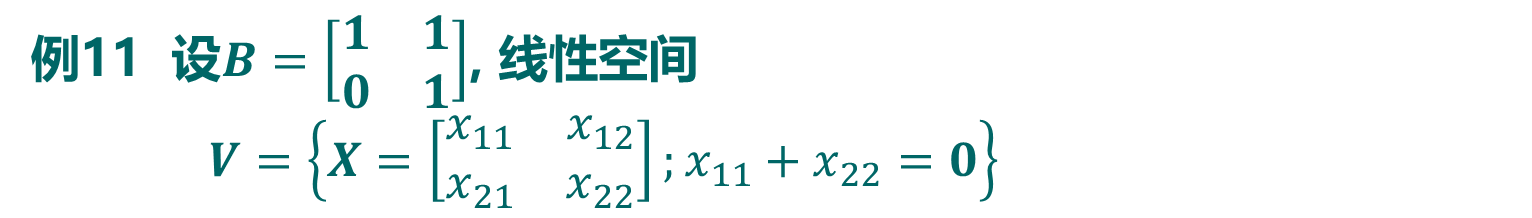 例11 设B = [1 1; 0 1], 线性空间
V = {X = [x₁₁ x₁₂; x₂₁ x₂₂] ; x₁₁ + x₂₂ = 0}